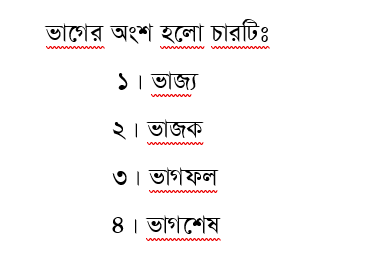 ভাগের অংশ হলো চারটিঃ
১। ভাজ্য
২। ভাজক
৩। ভাগফল
৪। ভাগশেষ